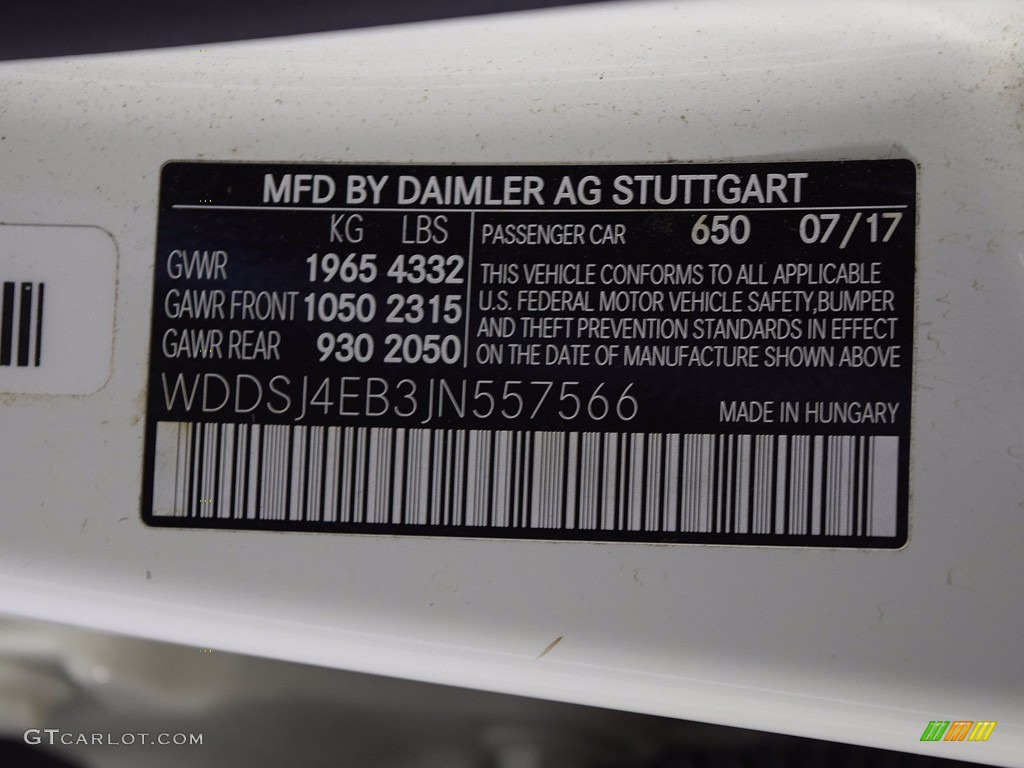 MFD BY DAIMLER AG STUTTGART
KG LBS
GVWR 1965 4332
GAWR FRONT 1050 2315
GAWR REAR 930 2050
PASSENGER CAR 650 07/17
THIS VEHICLE CONFORMS TO ALL APPLICABLE
U.S. FEDERAL MOTOR VEHICLE SAFETY,BUMPER
AND THEFT PREVENTION STANDARDS IN EFFECT
ON THE DATE OF MANUFACTURE SHOWN ABOVE
WDDSJ4EB3JN557566
MADE IN HUNGARY
GTCARLOT.COM